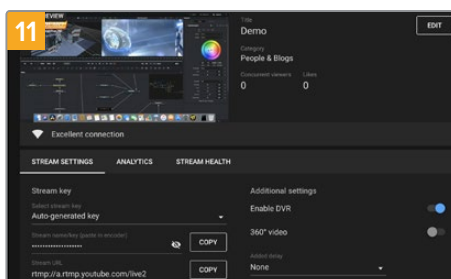 11
PREVIEW
Title
Demo
EDIT
Category
People & Blogs
Concurrent viewers Likes
0 0
Excellent connection
STREAM SETTINGS ANALYTICS STREAM HEALTH
Stream key
Additional settings
Select stream key
Auto-generated key
Enable DVR
Stream name/key (paste in encoder)
360° video
COPY
Added delay
None
Stream URL
rtmp://a.rtmp.youtube.com/live2
COPY